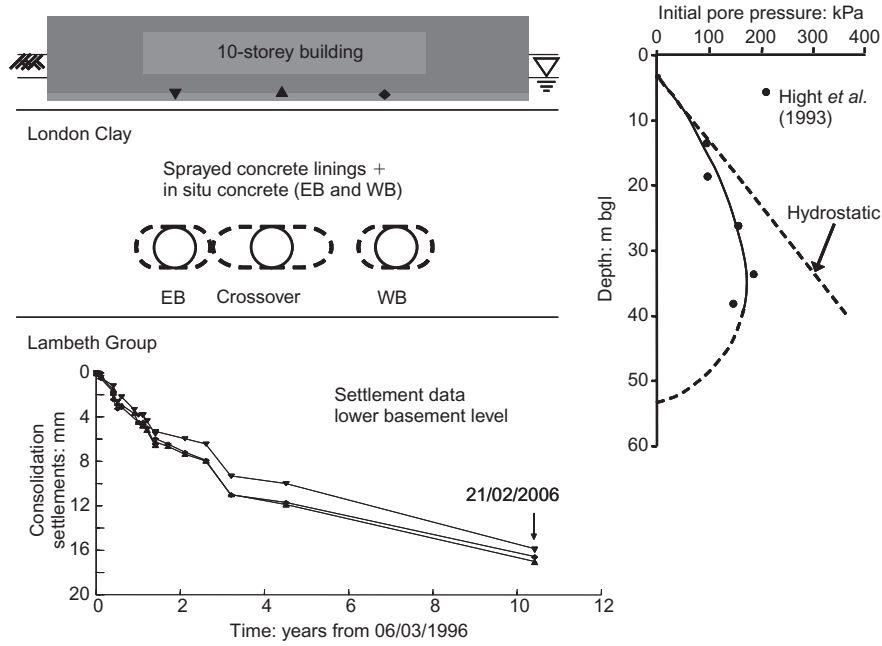 10-storey building
London Clay
Sprayed concrete linings +
in situ concrete (EB and WB)
EB
Crossover
WB
Lambeth Group
Settlement data
lower basement level
21/02/2006
Consolidation
settlements: mm
0
4
8
12
16
20
0
2
4
6
8
10
12
Time: years from 06/03/1996
Initial pore pressure: kPa
0
100
200
300
400
Depth: m bgl
0
10
20
30
40
50
60
Hight et al.
(1993)
Hydrostatic